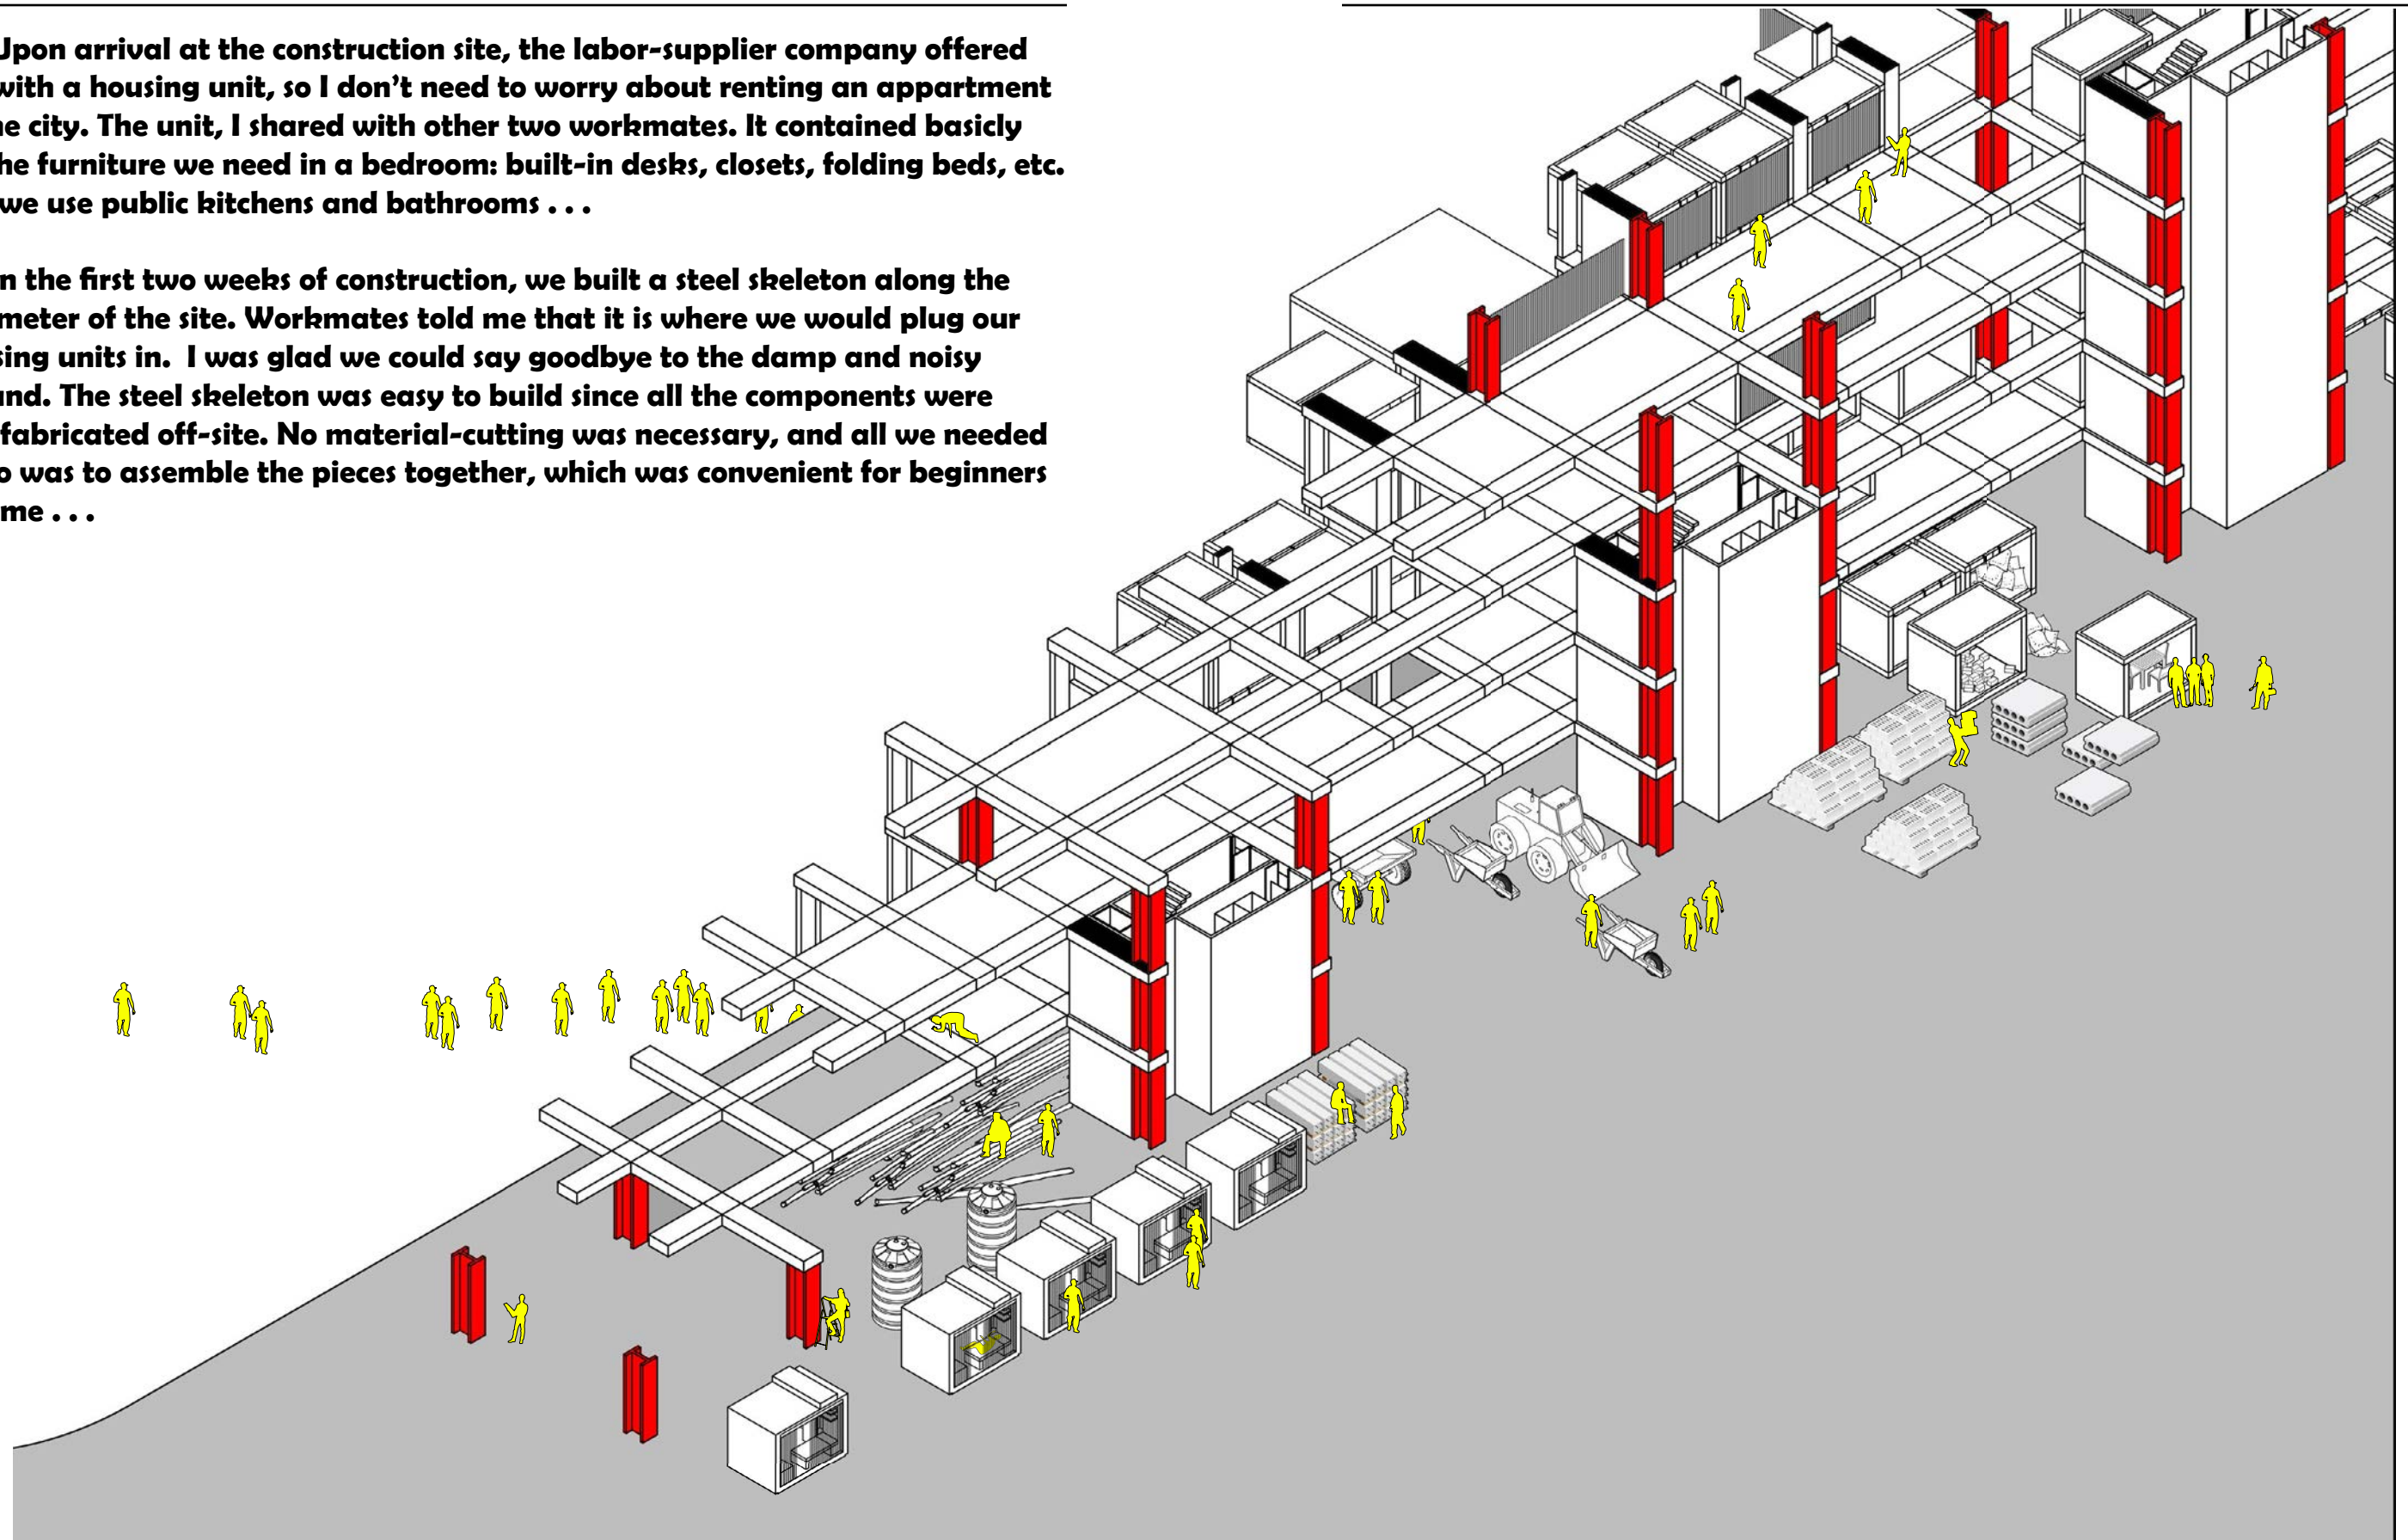 Upon arrival at the construction site, the labor-supplier company offered
with a housing unit, so I don't need to worry about renting an appartment
he city. The unit, I shared with other two workmates. It contained basicly
he furniture we need in a bedroom: built-in desks, closets, folding beds, etc.
we use public kitchens and bathrooms . . .
n the first two weeks of construction, we built a steel skeleton along the
meter of the site. Workmates told me that it is where we would plug our
sing units in. I was glad we could say goodbye to the damp and noisy
und. The steel skeleton was easy to build since all the components were
fabricated off-site. No material-cutting was necessary, and all we needed
o was to assemble the pieces together, which was convenient for beginners
me . . .